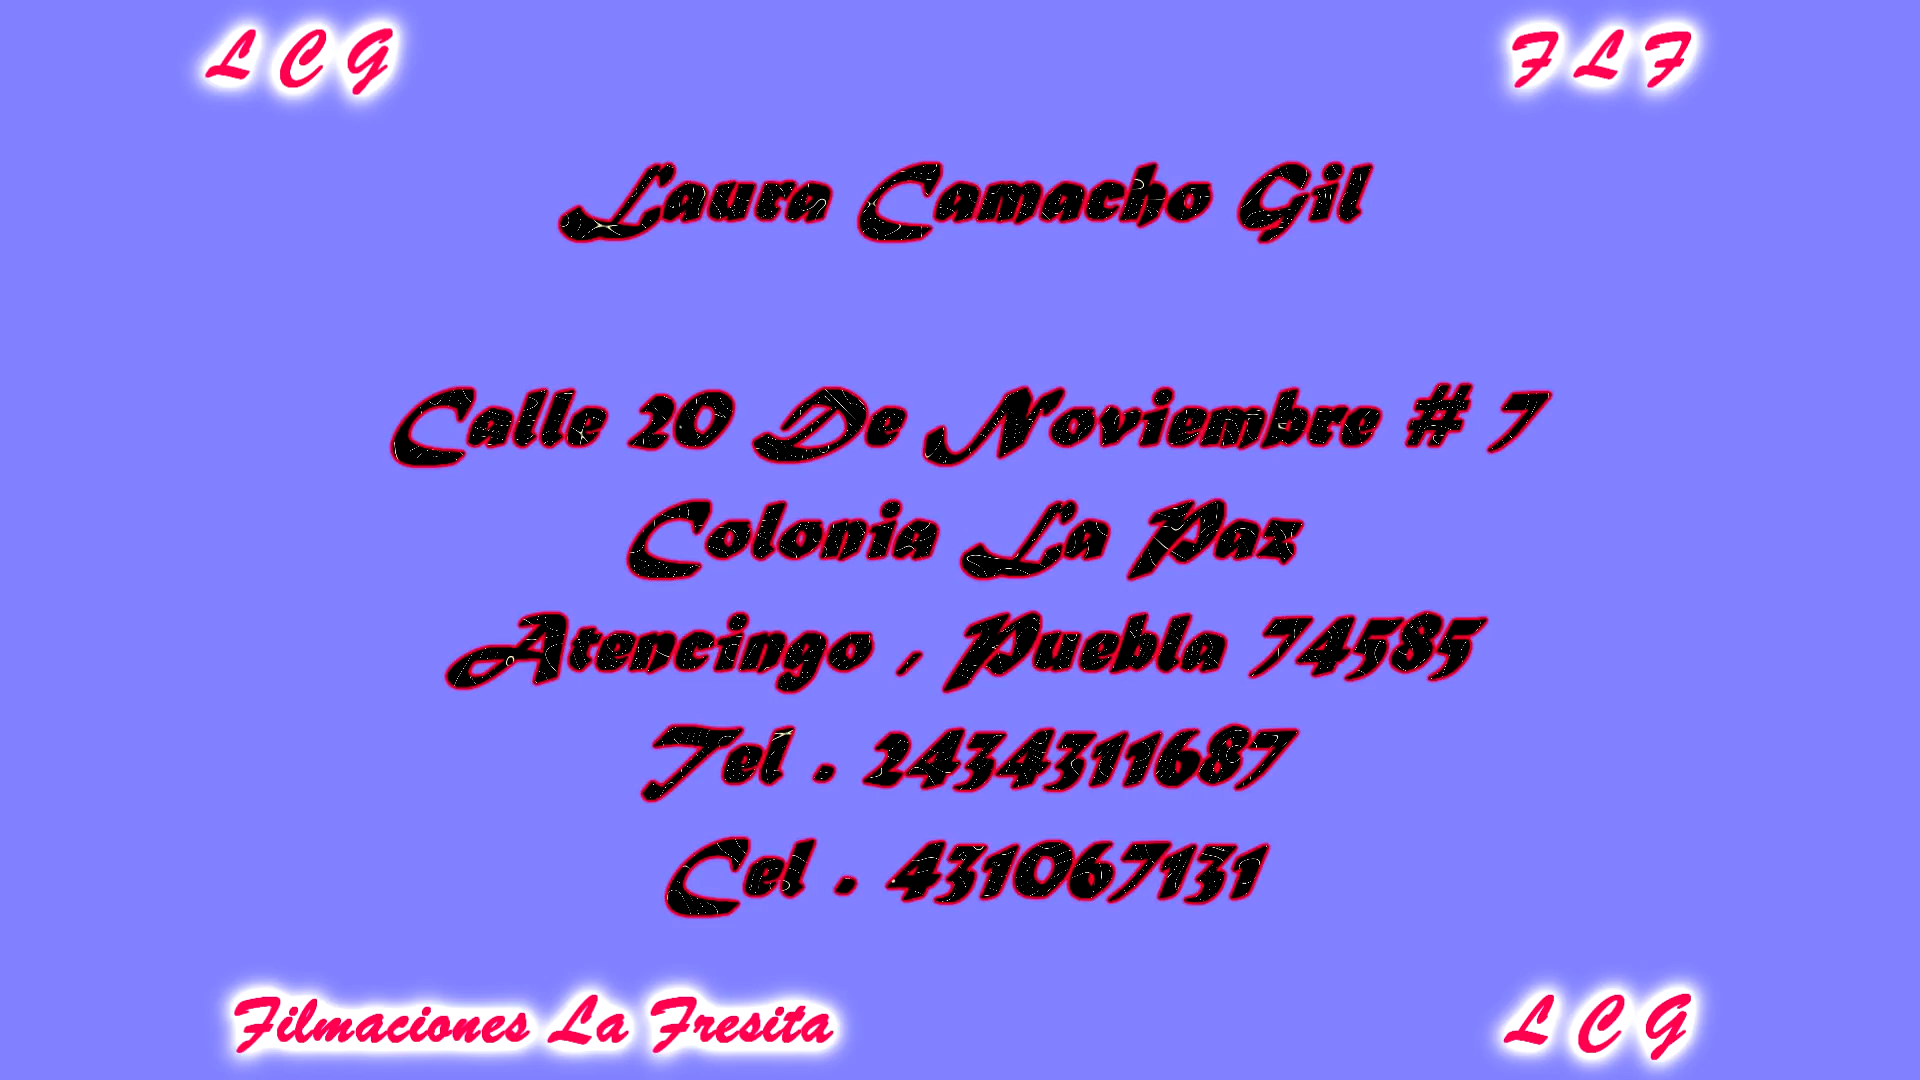 L C G
F L F
Laura Camacho Gil
Calle 20 De Noviembre # 7
Colonia La Paz
Atencingo , Puebla 74585
Tel . 2434311687
Cel . 431067131
Filmaciones La Fresita
L C G